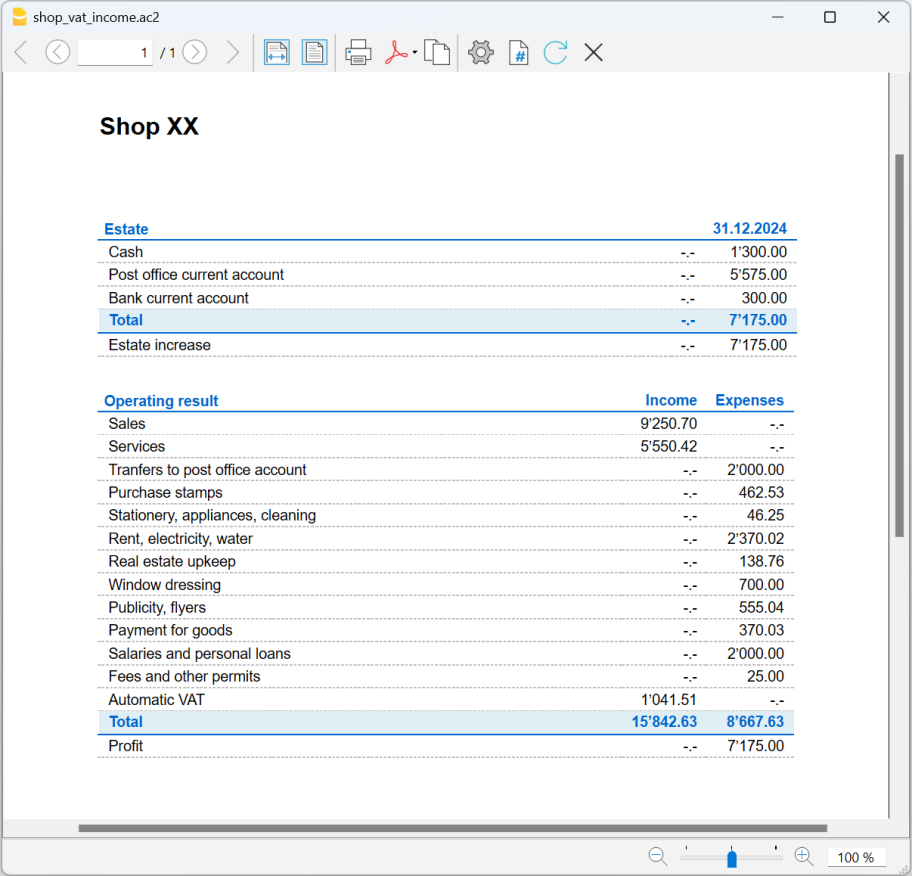 shop_vat_income.ac2
1 / 1
#
Shop XX
Estate 31.12.2024
Cash -.- 1'300.00
Post office current account -.- 5'575.00
Bank current account -.- 300.00
Total -.- 7'175.00
Estate increase -.- 7'175.00
Operating result Income Expenses
Sales 9'250.70 -.-
Services 5'550.42 -.-
Tranfers to post office account -.- 2'000.00
Purchase stamps -.- 462.53
Stationery, appliances, cleaning -.- 46.25
Rent, electricity, water -.- 2'370.02
Real estate upkeep -.- 138.76
Window dressing -.- 700.00
Publicity, flyers -.- 555.04
Payment for goods -.- 370.03
Salaries and personal loans -.- 2'000.00
Fees and other permits -.- 25.00
Automatic VAT 1'041.51 -.-
Total 15'842.63 8'667.63
Profit -.- 7'175.00
100 %